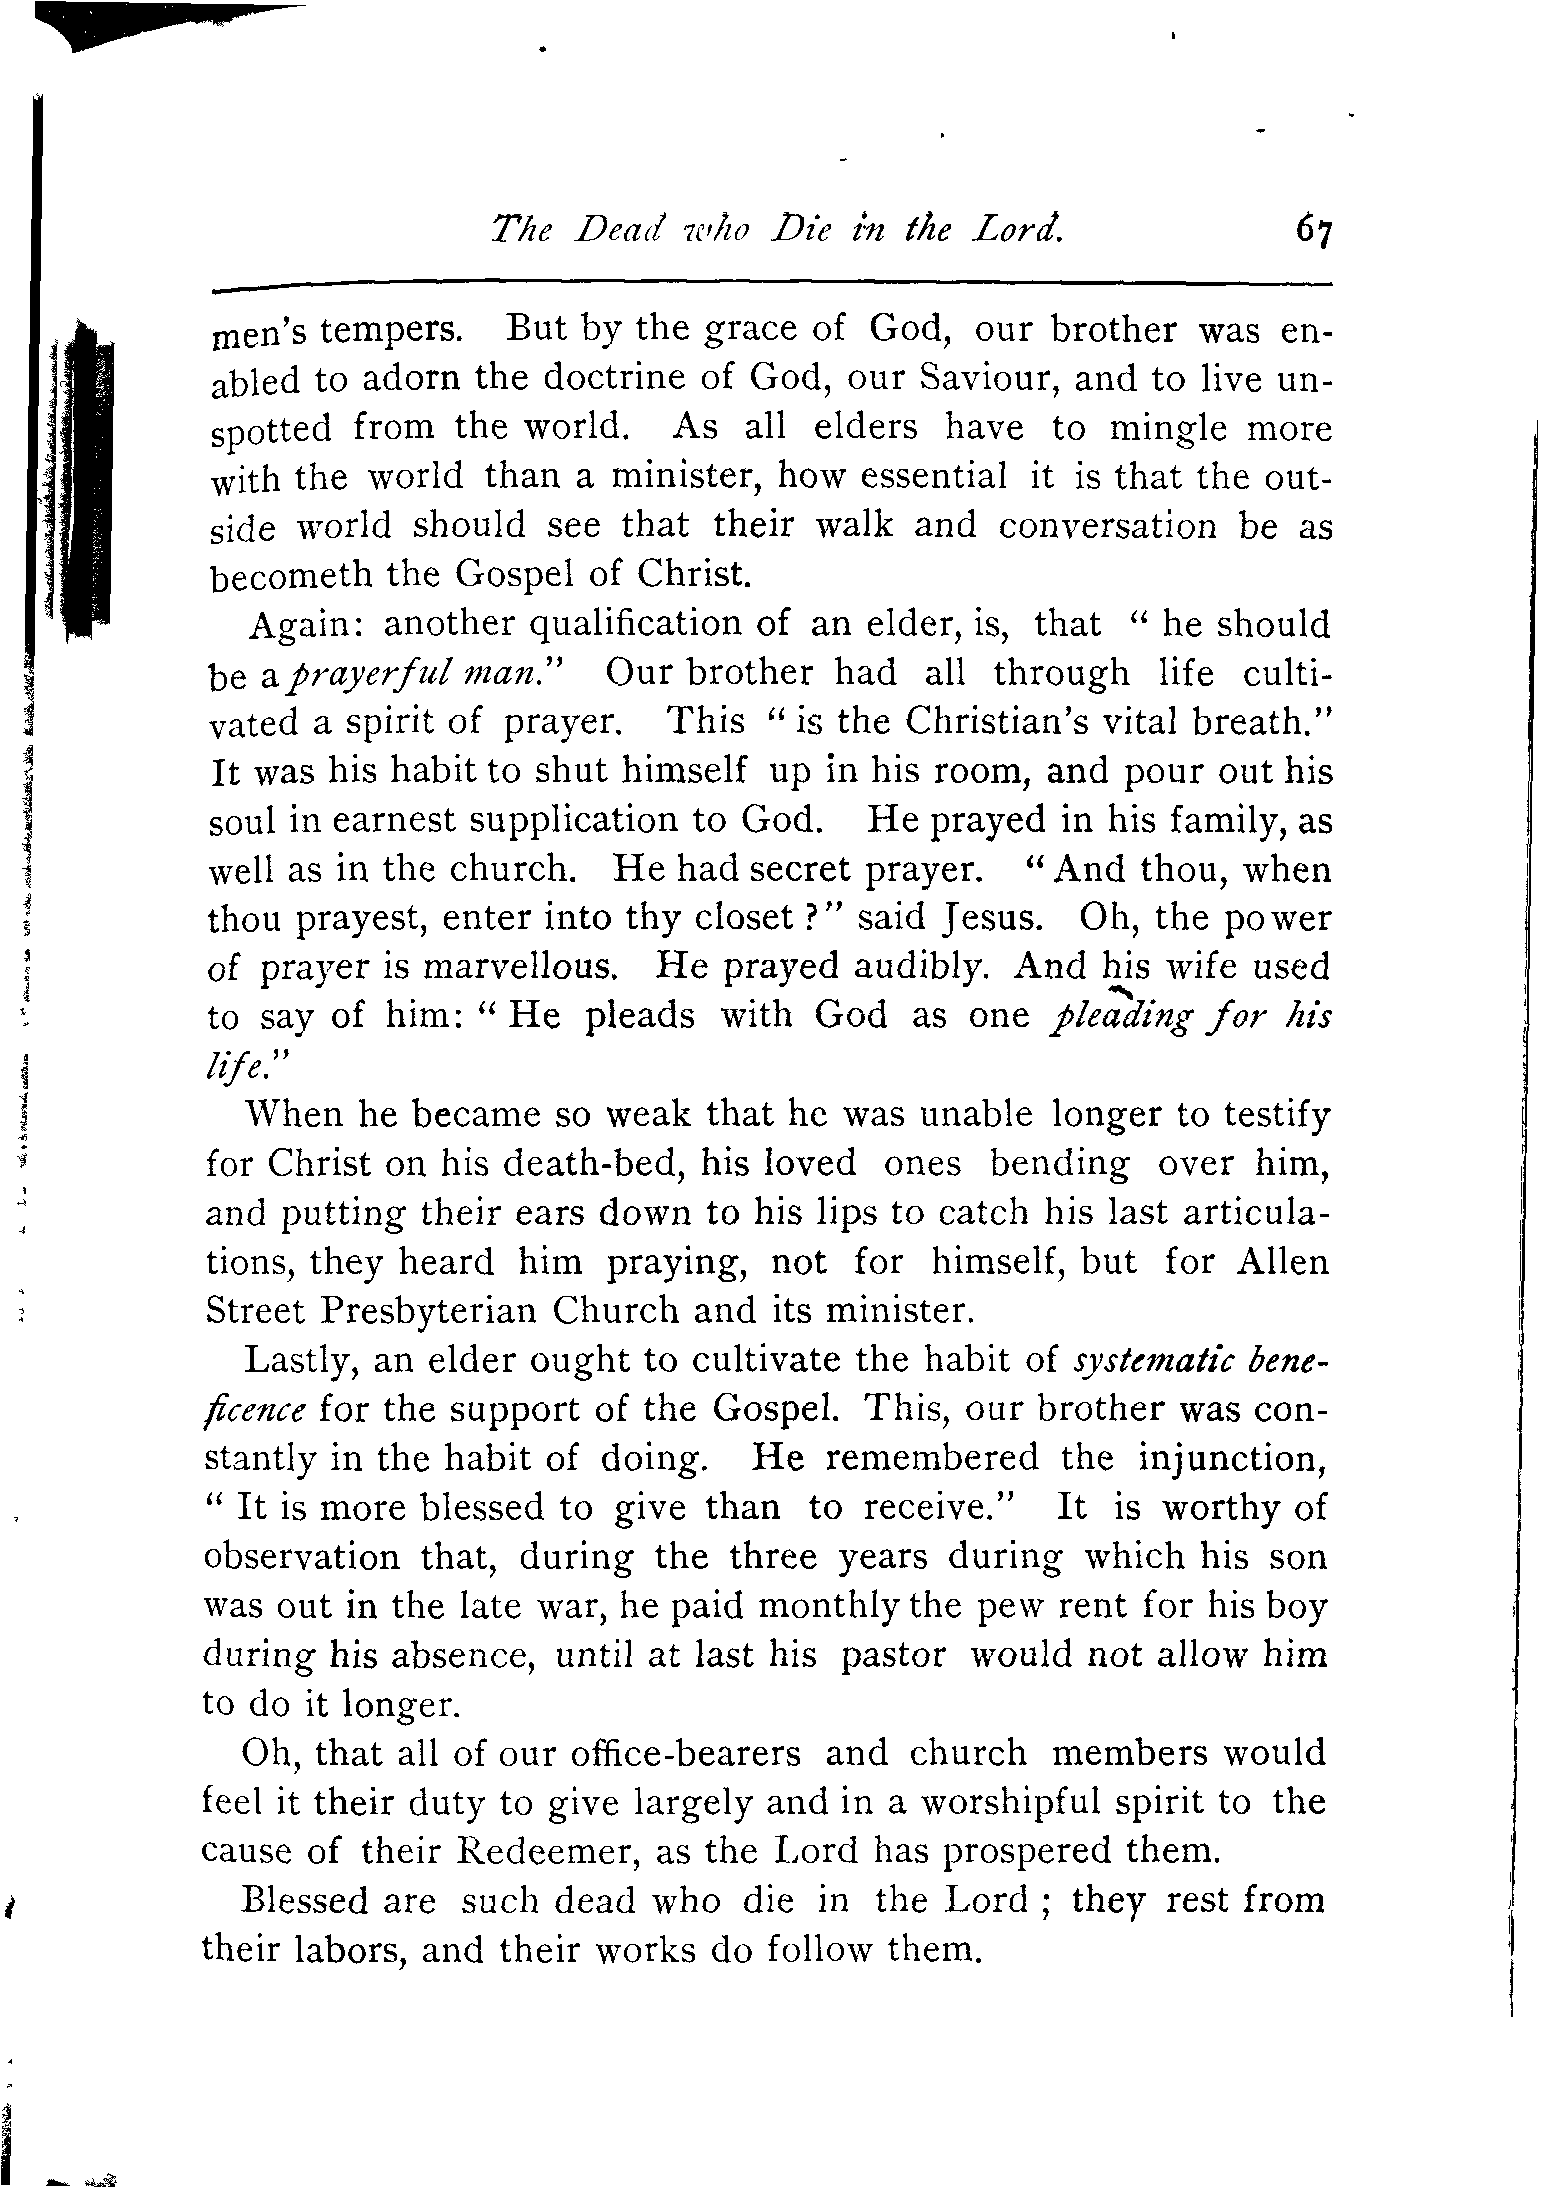 The Dead who Die in the Lord. 67
men's tempers. But by the grace of God, our brother was en-
abled to adorn the doctrine of God, our Saviour, and to live un-
spotted from the world. As all elders have to mingle more
with the world than a minister, how essential it is that the out-
side world should see that their walk and conversation be as
becometh the Gospel of Christ.
Again: another qualification of an elder, is, that " he should
be a prayerful man." Our brother had all through life culti-
vated a spirit of prayer. This " is the Christian's vital breath."
It was his habit to shut himself up in his room, and pour out his
soul in earnest supplication to God. He prayed in his family, as
well as in the church. He had secret prayer. " And thou, when
thou prayest, enter into thy closet ?" said Jesus. Oh, the power
of prayer is marvellous. He prayed audibly. And his wife used
to say of him: " He pleads with God as one pleading for his
life."
When he became so weak that he was unable longer to testify
for Christ on his death-bed, his loved ones bending over him,
and putting their ears down to his lips to catch his last articula-
tions, they heard him praying, not for himself, but for Allen
Street Presbyterian Church and its minister.
Lastly, an elder ought to cultivate the habit of systematic bene-
ficence for the support of the Gospel. This, our brother was con-
stantly in the habit of doing. He remembered the injunction,
" It is more blessed to give than to receive." It is worthy of
observation that, during the three years during which his son
was out in the late war, he paid monthly the pew rent for his boy
during his absence, until at last his pastor would not allow him
to do it longer.
Oh, that all of our office-bearers and church members would
feel it their duty to give largely and in a worshipful spirit to the
cause of their Redeemer, as the Lord has prospered them.
Blessed are such dead who die in the Lord ; they rest from
their labors, and their works do follow them.